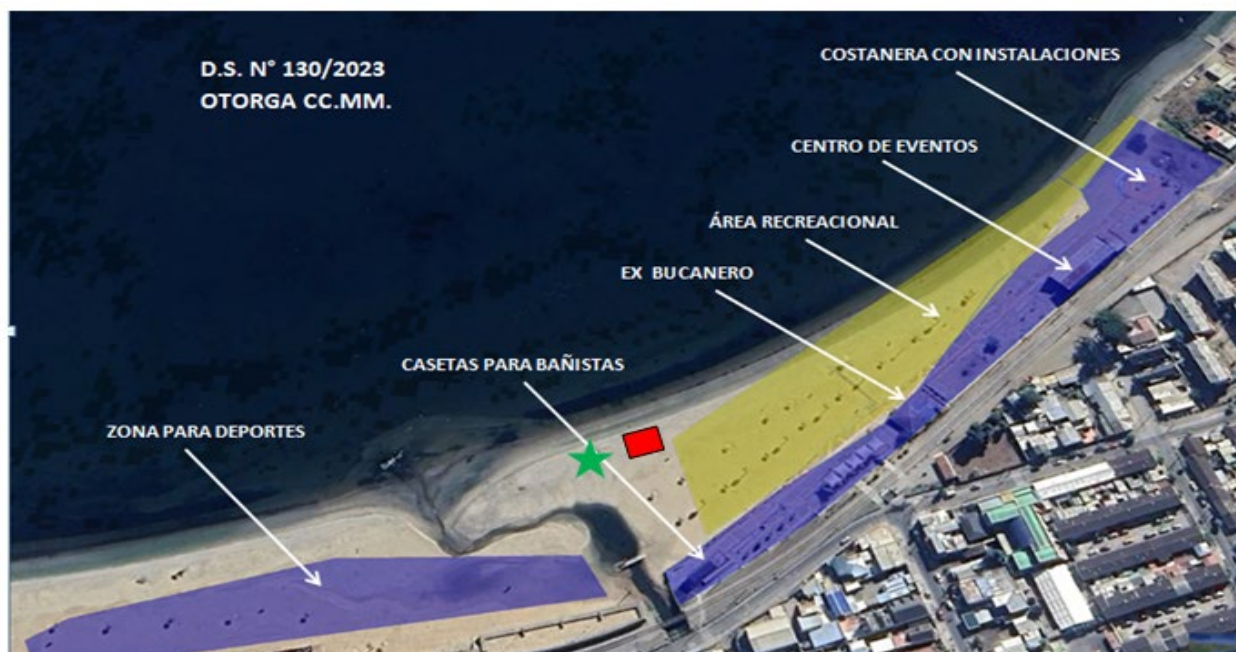 D.S. N° 130/2023
OTORGA CC.MM.
COSTANERA CON INSTALACIONES
CENTRO DE EVENTOS
ÁREA RECREACIONAL
EX BUCANERO
CASETAS PARA BAÑISTAS
ZONA PARA DEPORTES